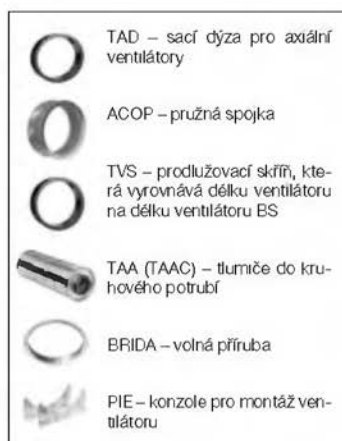 TAD – sací dýza pro axiální
ventilátory
ACOP – pružná spojka
TVS – prodlužovací skříň, kte-
rá vyrovnává délku ventilátoru
na délku ventilátoru BS
TAA (TAAC) – tlumiče do kru-
hového potrubí
BRIDA – volná příruba
PIE – konzole pro montáž ven-
tilátoru